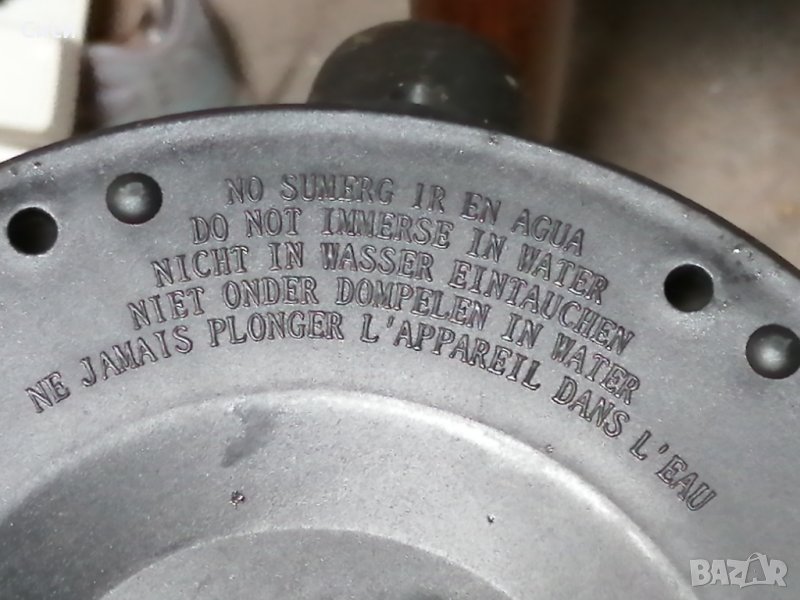 NO SUMERG IR EN AGUA
DO NOT IMMERSE IN WATER
NICHT IN WASSER EINTAUCHEN
NIET ONDER DOMPELEN IN WATER
NE JAMAIS PLONGER L'APPAREIL DANS L'EAU
BAZAR